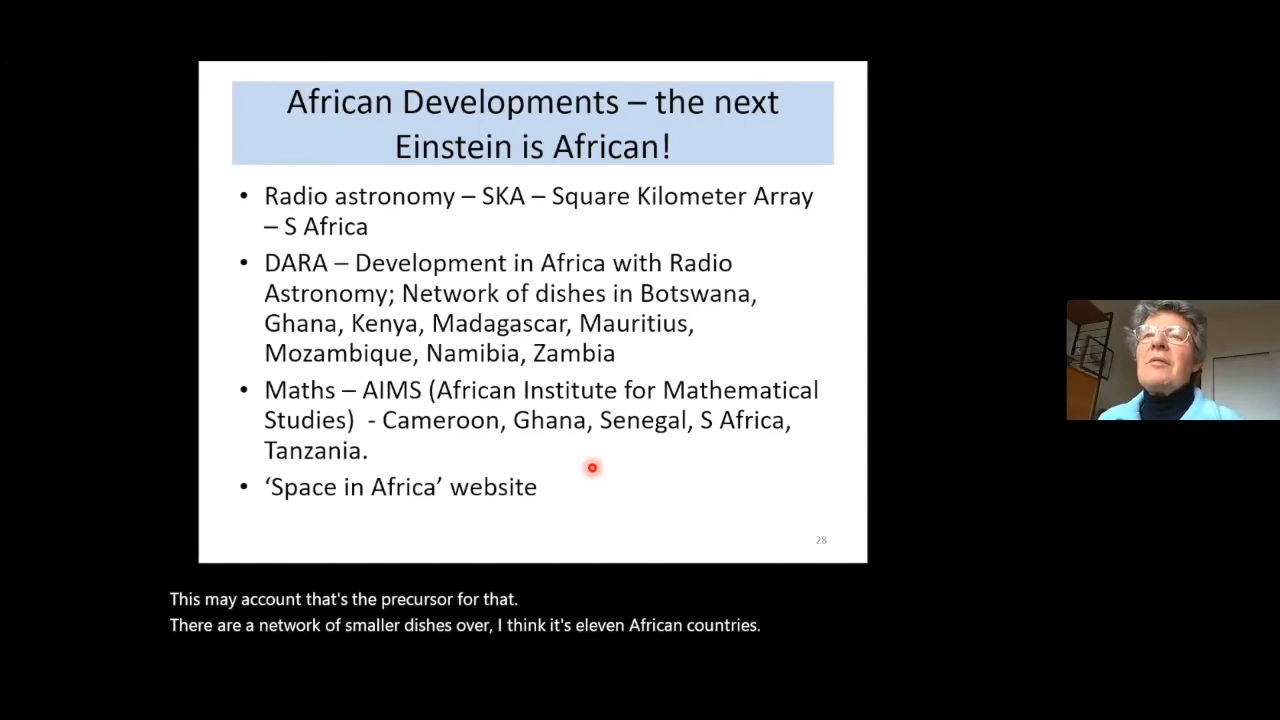 African Developments – the next
Einstein is African!
• Radio astronomy – SKA – Square Kilometer Array
– S Africa
• DARA – Development in Africa with Radio
Astronomy; Network of dishes in Botswana,
Ghana, Kenya, Madagascar, Mauritius,
Mozambique, Namibia, Zambia
• Maths – AIMS (African Institute for Mathematical
Studies)  - Cameroon, Ghana, Senegal, S Africa,
Tanzania.
• ‘Space in Africa’ website
28
This may account that's the precursor for that.
There are a network of smaller dishes over, I think it's eleven African countries.